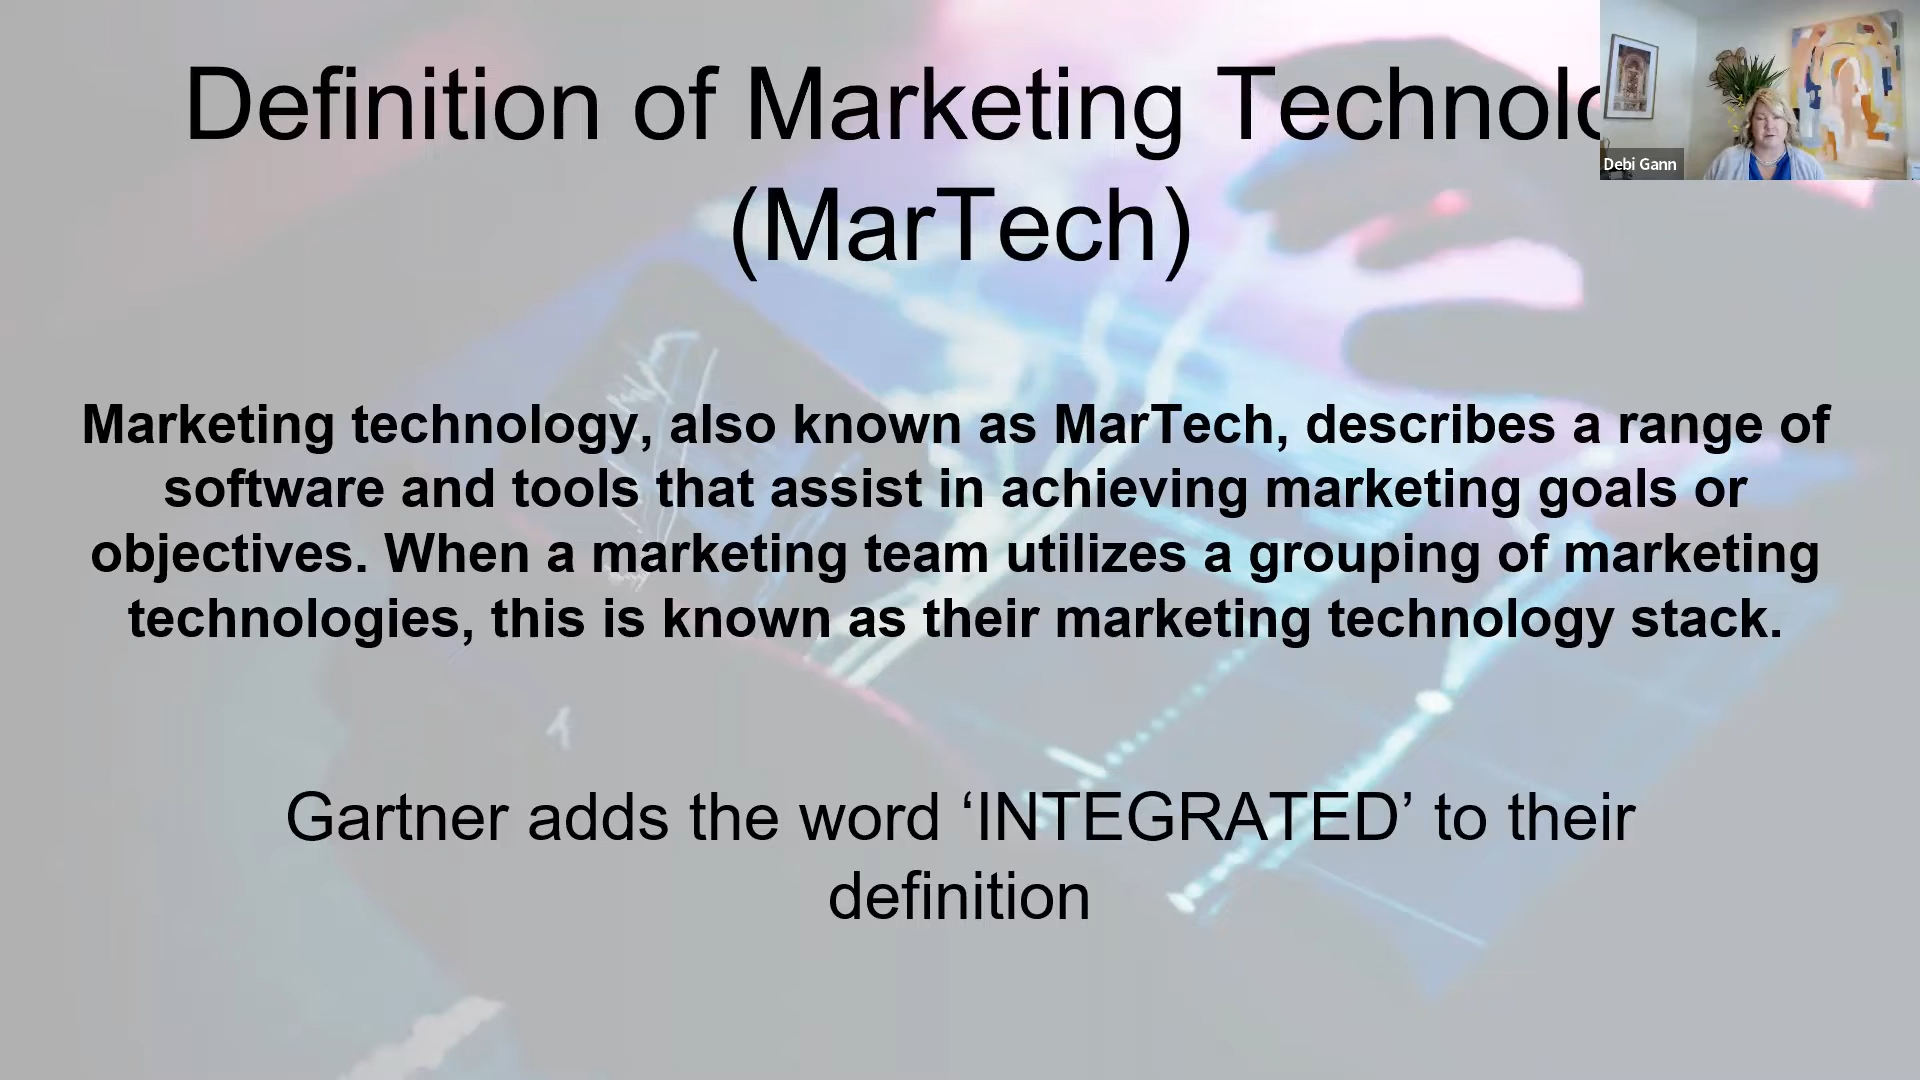 Definition of Marketing Technolo
(MarTech)
Debi Gann
Marketing technology, also known as MarTech, describes a range of
software and tools that assist in achieving marketing goals or
objectives. When a marketing team utilizes a grouping of marketing
technologies, this is known as their marketing technology stack.
Gartner adds the word ‘INTEGRATED’ to their
definition